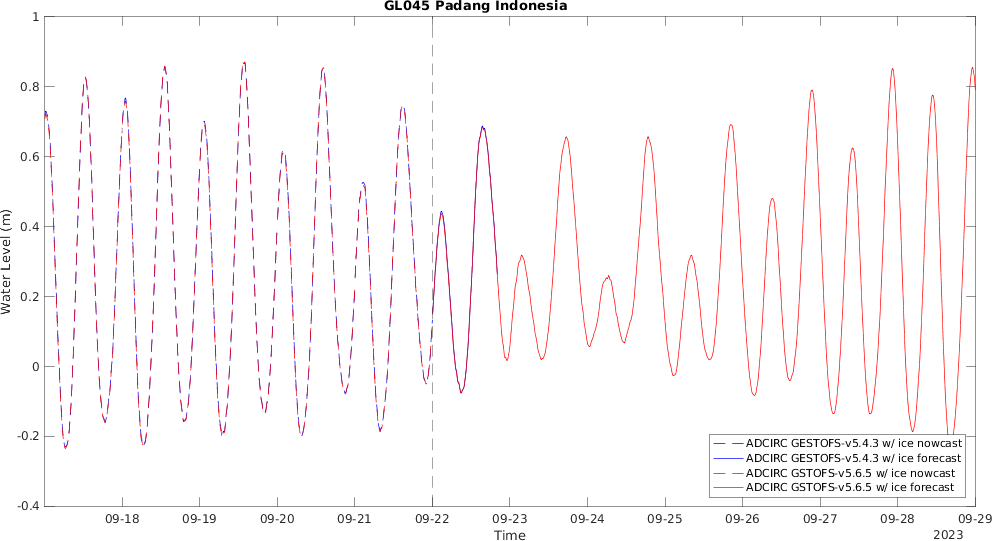 GL045 Padang Indonesia
1
0.8
0.6
0.4
0.2
0
-0.2
-0.4
Water Level (m)
09-18 09-19 09-20 09-21 09-22 09-23 09-24 09-25 09-26 09-27 09-28 09-29
Time
2023
ADCIRC GESTOFS-v5.4.3 w/ ice nowcast
ADCIRC GESTOFS-v5.4.3 w/ ice forecast
ADCIRC GSTOFS-v5.6.5 w/ ice nowcast
ADCIRC GSTOFS-v5.6.5 w/ ice forecast